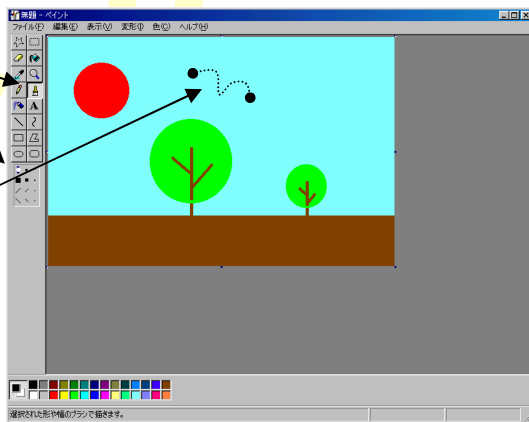 無題 - ペイント
ファイル(F) 編集(E) 表示(V) 変形(I) 色(C) ヘルプ(H)
A
選択された形や幅のブラシで描きます。